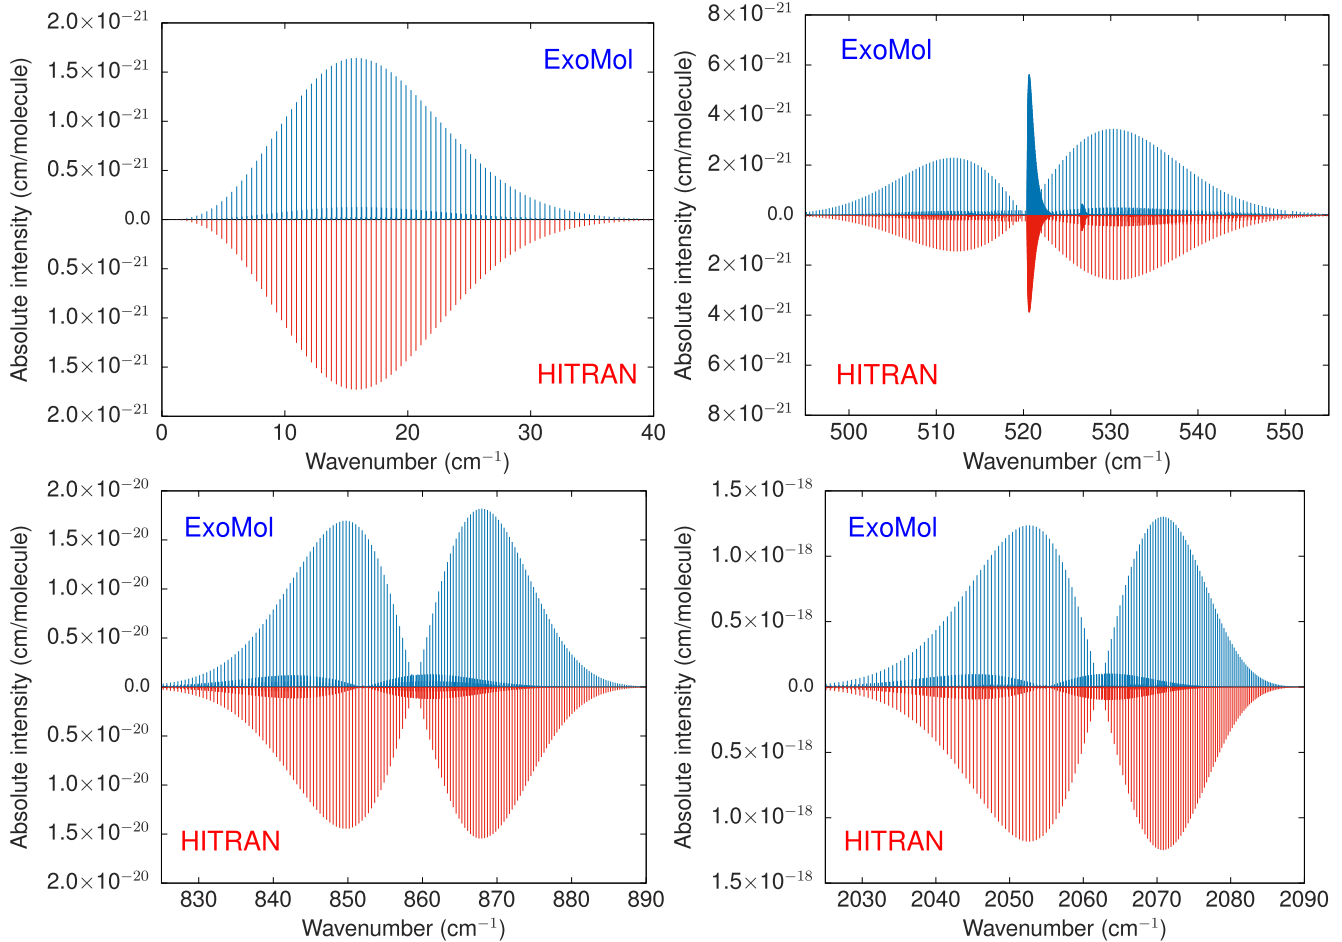 Absolute intensity (cm/molecule)
2.0×10⁻²¹
1.5×10⁻²¹
1.0×10⁻²¹
0.5×10⁻²¹
0.0
0.5×10⁻²¹
1.0×10⁻²¹
1.5×10⁻²¹
2.0×10⁻²¹
ExoMol
HITRAN
0 10 20 30 40
Wavenumber (cm⁻¹)
Absolute intensity (cm/molecule)
8×10⁻²¹
6×10⁻²¹
4×10⁻²¹
2×10⁻²¹
0.0
2×10⁻²¹
4×10⁻²¹
6×10⁻²¹
8×10⁻²¹
ExoMol
HITRAN
500 510 520 530 540 550
Wavenumber (cm⁻¹)
Absolute intensity (cm/molecule)
2.0×10⁻²⁰
1.5×10⁻²⁰
1.0×10⁻²⁰
0.5×10⁻²⁰
0.0
0.5×10⁻²⁰
1.0×10⁻²⁰
1.5×10⁻²⁰
2.0×10⁻²⁰
ExoMol
HITRAN
830 840 850 860 870 880 890
Wavenumber (cm⁻¹)
Absolute intensity (cm/molecule)
1.5×10⁻¹⁸
1.0×10⁻¹⁸
0.5×10⁻¹⁸
0.0
0.5×10⁻¹⁸
1.0×10⁻¹⁸
1.5×10⁻¹⁸
ExoMol
HITRAN
2030 2040 2050 2060 2070 2080 2090
Wavenumber (cm⁻¹)